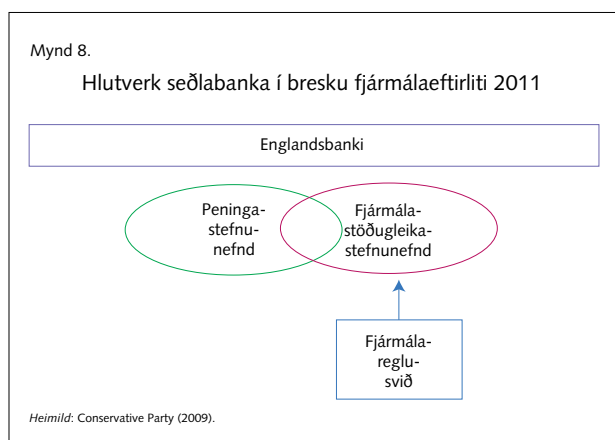 Mynd 8.
Hlutverk seðlabanka í bresku fjármálaeftirliti 2011
Englandsbanki
Peninga-
stefnu-
nefnd
Fjármála-
stöðugleika-
stefnunefnd
Fjármála-
reglu-
svið
Heimild: Conservative Party (2009).